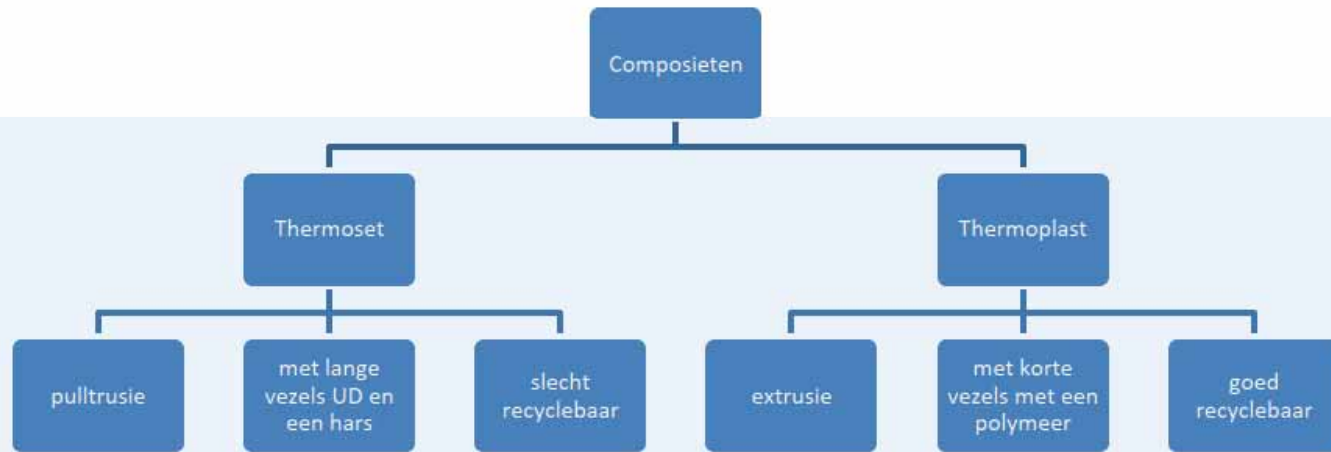 Composieten
Thermoset
Thermoplast
pulltrusie
met lange
vezels UD en
een hars
slecht
recyclebaar
extrusie
met korte
vezels met een
polymeer
goed
recyclebaar